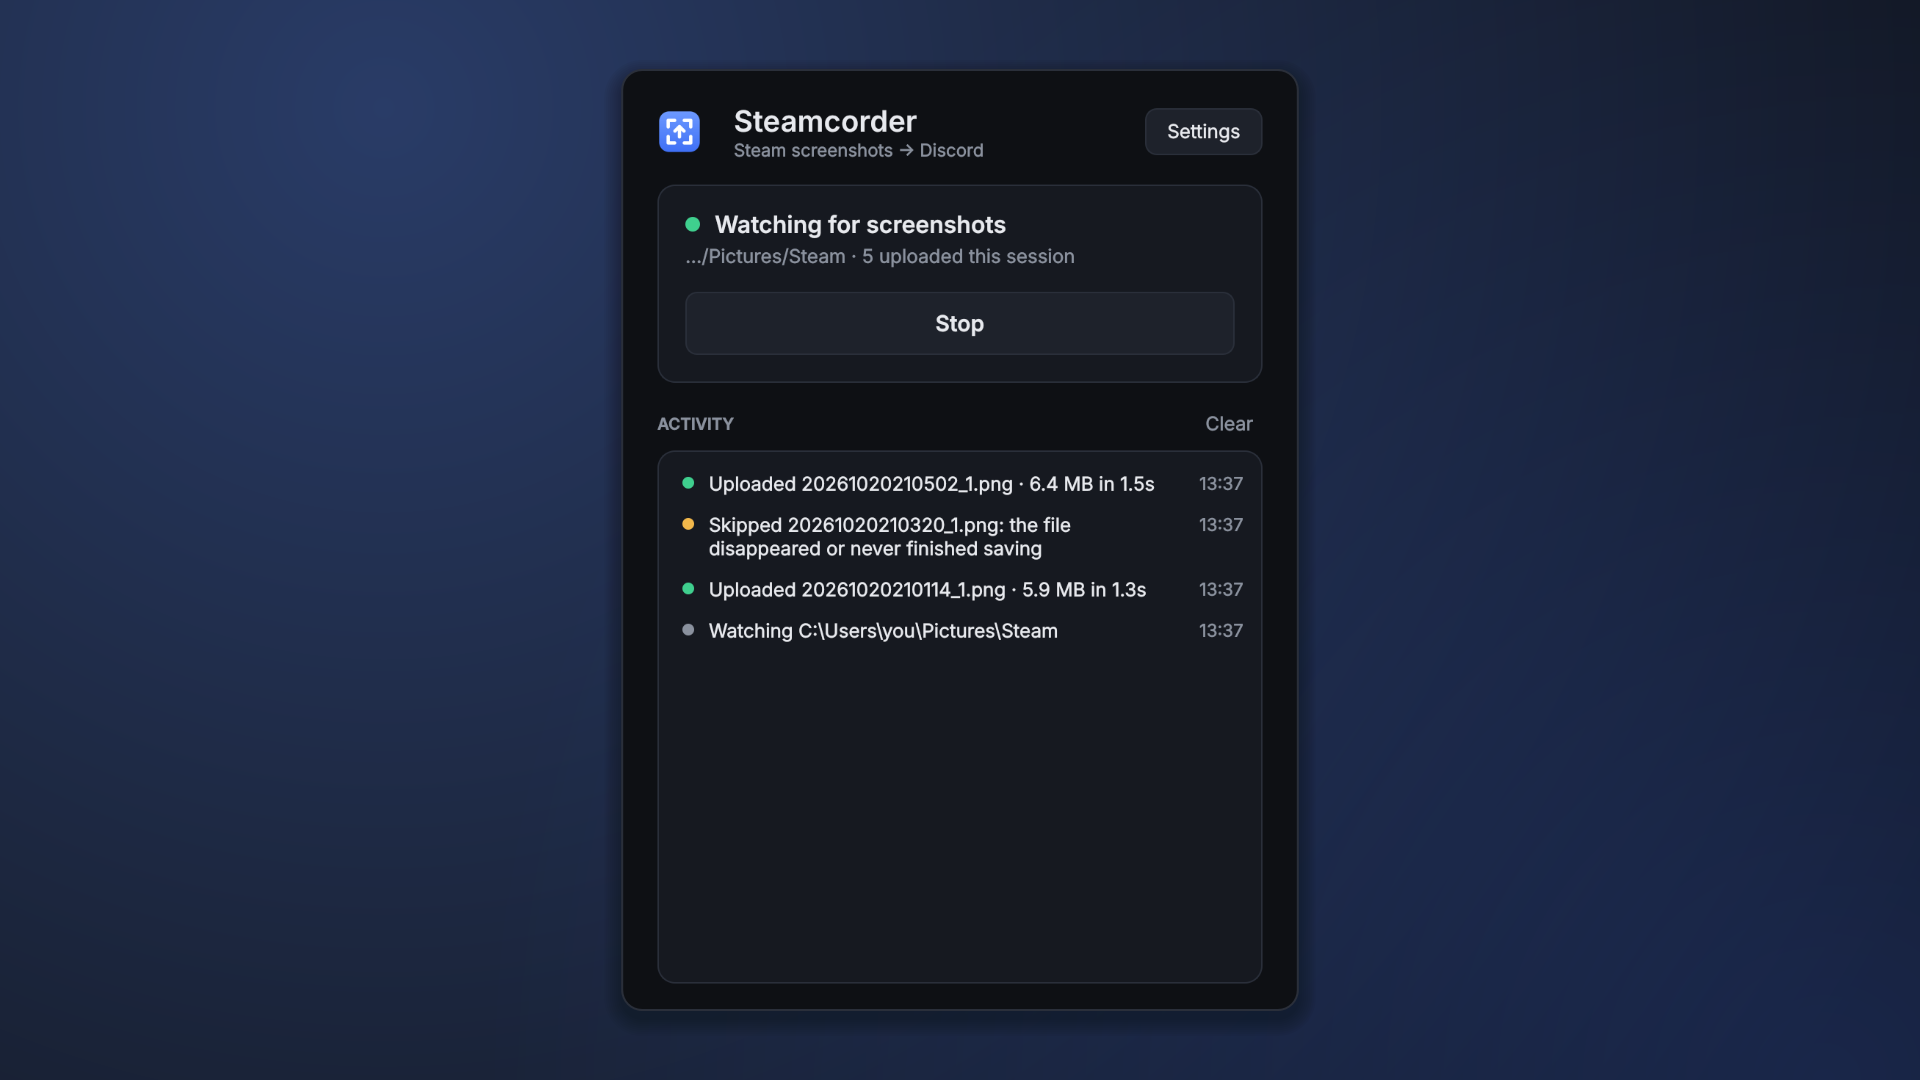 Steamcorder
Steam screenshots → Discord
Settings
Watching for screenshots
.../Pictures/Steam · 5 uploaded this session
Stop
ACTIVITY
Clear
Uploaded 20261020210502_1.png · 6.4 MB in 1.5s 13:37
Skipped 20261020210320_1.png: the file 13:37
disappeared or never finished saving
Uploaded 20261020210114_1.png · 5.9 MB in 1.3s 13:37
Watching C:\Users\you\Pictures\Steam 13:37